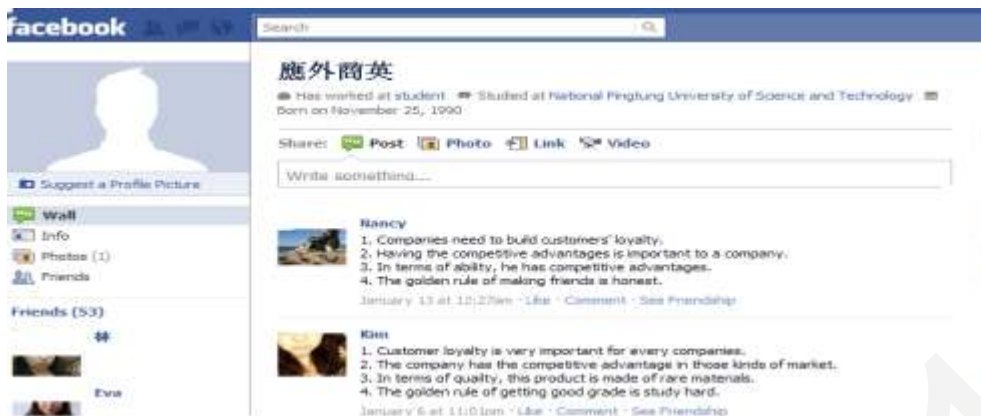 facebook
Search
應外商英
Has worked at student Studied at National Pingtung University of Science and Technology
Born on November 25, 1990
Share: Post Photo Link Video
Write something...
Suggest a Profile Picture
Wall
Info
Photos (1)
Friends
Friends (53)
林
Eva
Nancy
1. Companies need to build customers' loyalty.
2. Having the competitive advantages is important to a company.
3. In terms of ability, he has competitive advantages.
4. The golden rule of making friends is honest.
January 13 at 12:27am · Like · Comment · See Friendship
Kim
1. Customer loyalty is very important for every companies.
2. The company has the competitive advantage in those kinds of market.
3. In terms of quailty, this product is made of rare materials.
4. The golden rule of getting good grade is study hard.
January 6 at 11:01pm · Like · Comment · See Friendship